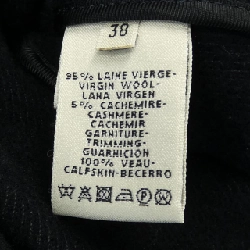 38
95% LAINE VIERGE-
VIRGIN WOOL-
LANA VIRGEN
5% CACHEMIRE-
CASHMERE-
CACHEMIR
GARNITURE-
TRIMMING-
GUARNICION
100% VEAU-
CALFSKIN-BECERRO